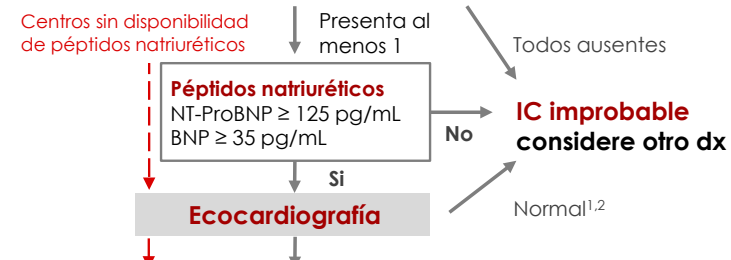 Centros sin disponibilidad
de péptidos natriuréticos
Presenta al
menos 1
Todos ausentes
Péptidos natriuréticos
NT-ProBNP ≥ 125 pg/mL
BNP ≥ 35 pg/mL
No
IC improbable
considere otro dx
Si
Ecocardiografía
Normal1,2